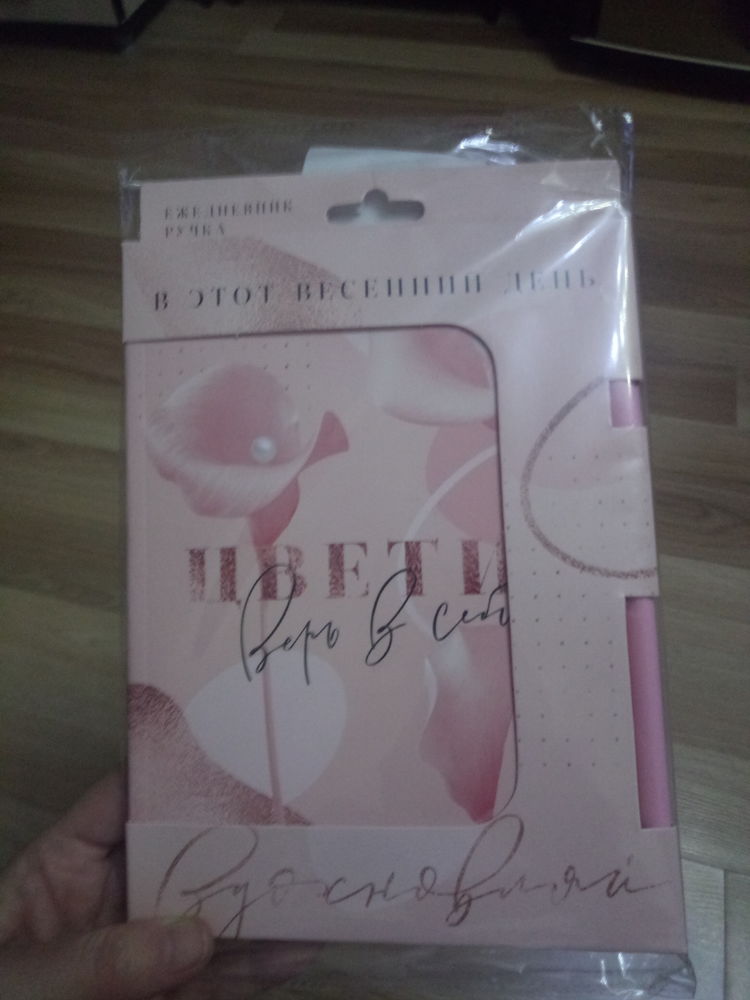 ЕЖЕДНЕВНИК
РУЧКА
В ЭТОТ ВЕСЕННИЙ ДЕНЬ
ЦВЕТИ
Верь в себя
Вдохновляй